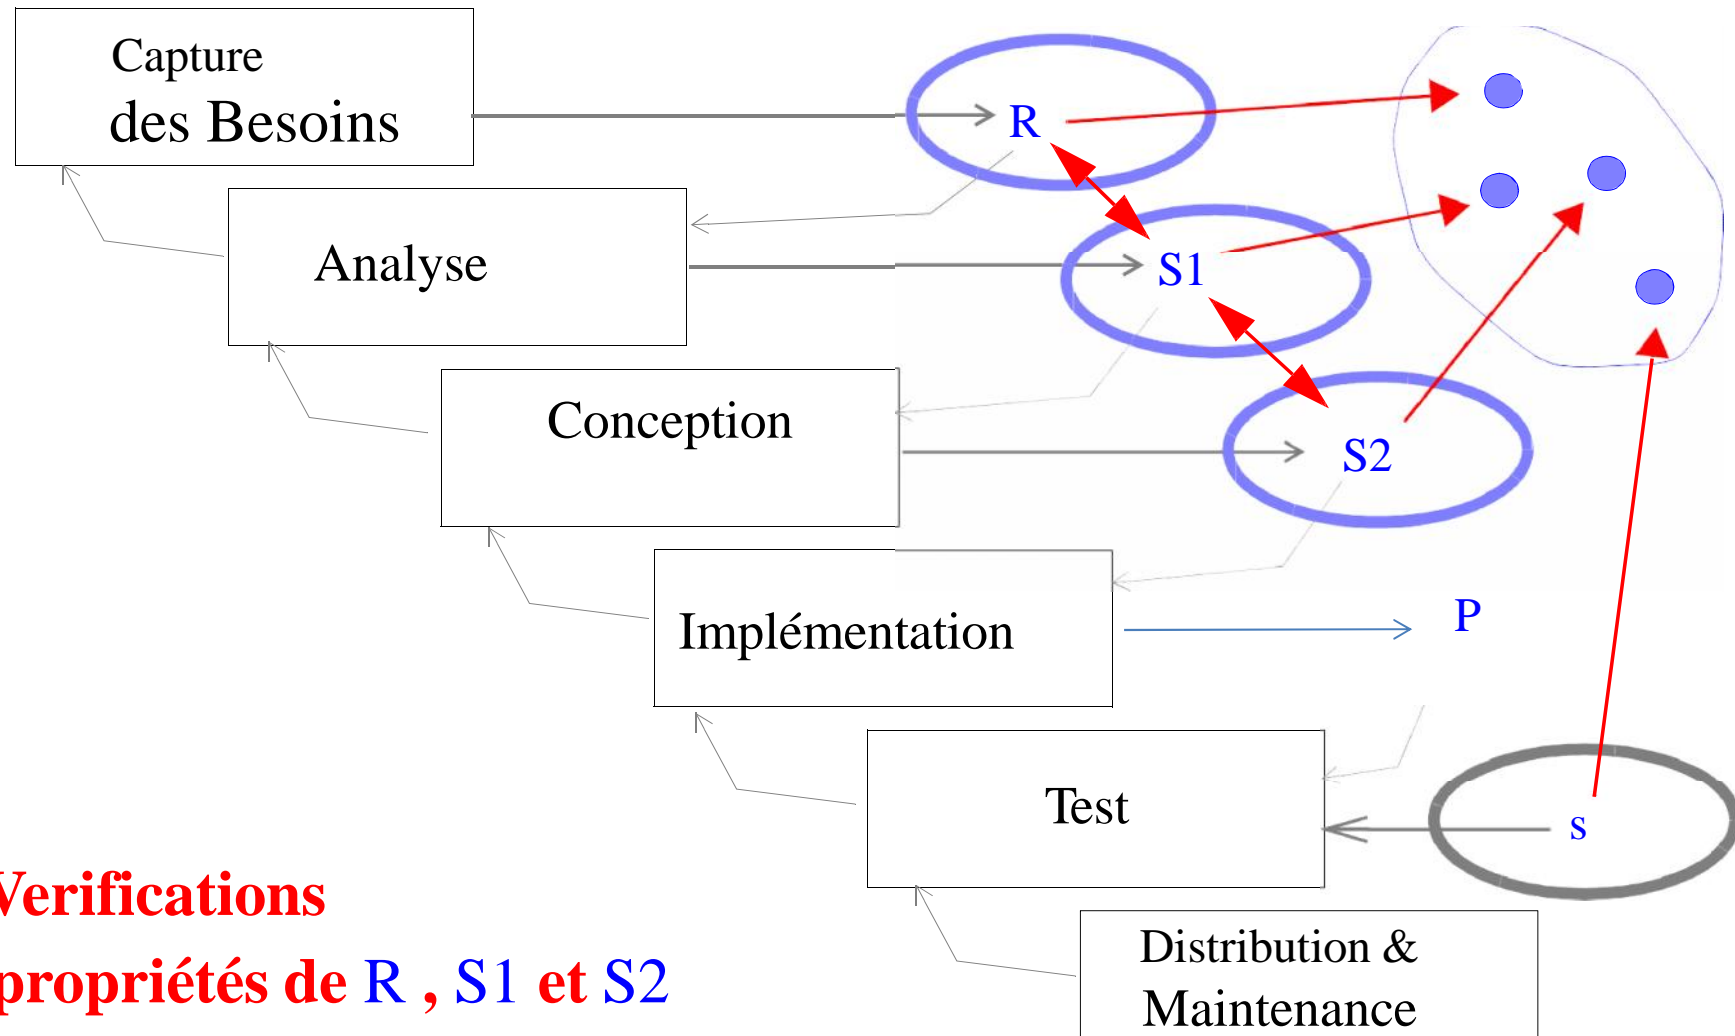 Capture
des Besoins
R
Analyse
S1
Conception
S2
Implémentation
P
Test
s
Verifications
propriétés de R , S1 et S2
Distribution &
Maintenance